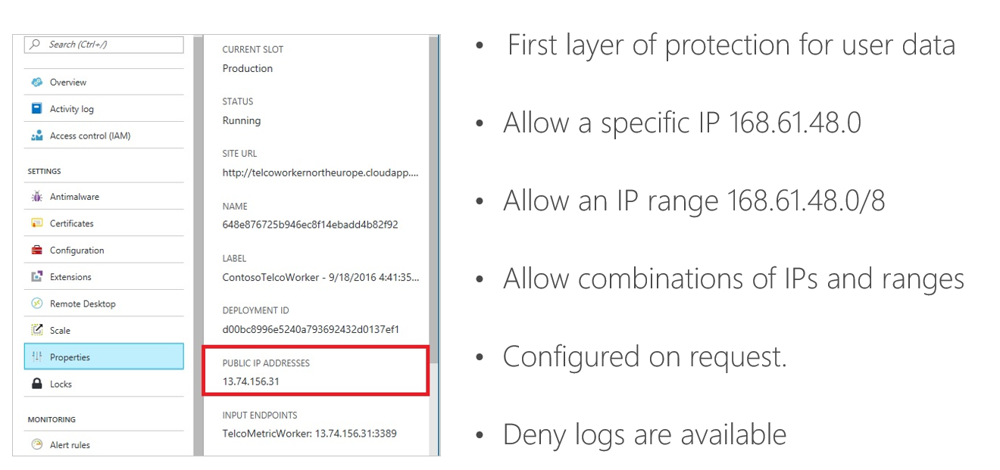 Search (Ctrl+/)
Overview
Activity log
Access control (IAM)
SETTINGS
Antimalware
Certificates
Configuration
Extensions
Remote Desktop
Scale
Properties
Locks
MONITORING
Alert rules
CURRENT SLOT
Production
STATUS
Running
SITE URL
http://telcoworkernortheurope.cloudapp....
NAME
648e876725b946ec8f14ebadd4b82f92
LABEL
ContosoTelcoWorker - 9/18/2016 4:41:35...
DEPLOYMENT ID
d00bc8996e5240a793692432d0137ef1
PUBLIC IP ADDRESSES
13.74.156.31
INPUT ENDPOINTS
TelcoMetricWorker: 13.74.156.31:3389
• First layer of protection for user data
• Allow a specific IP 168.61.48.0
• Allow an IP range 168.61.48.0/8
• Allow combinations of IPs and ranges
• Configured on request.
• Deny logs are available